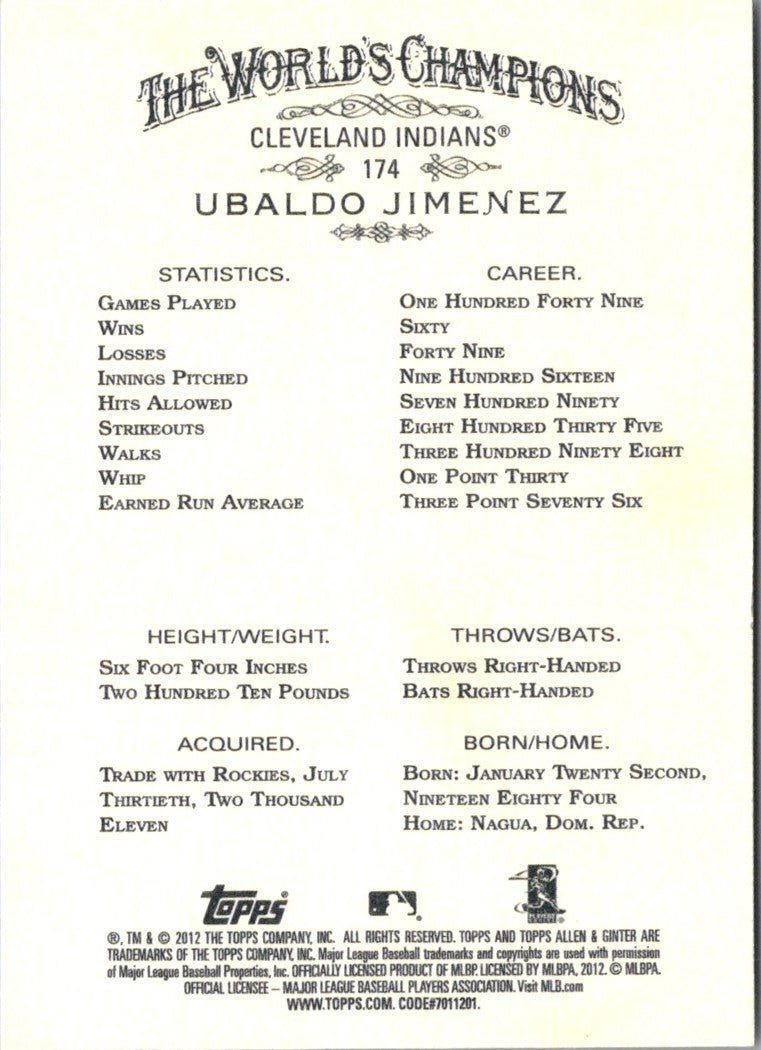 THE WORLD'S CHAMPIONS
CLEVELAND INDIANS®
174
UBALDO JIMENEZ
STATISTICS.
GAMES PLAYED
WINS
LOSSES
INNINGS PITCHED
HITS ALLOWED
STRIKEOUTS
WALKS
WHIP
EARNED RUN AVERAGE
CAREER.
ONE HUNDRED FORTY NINE
SIXTY
FORTY NINE
NINE HUNDRED SIXTEEN
SEVEN HUNDRED NINETY
EIGHT HUNDRED THIRTY FIVE
THREE HUNDRED NINETY EIGHT
ONE POINT THIRTY
THREE POINT SEVENTY SIX
HEIGHT/WEIGHT.
SIX FOOT FOUR INCHES
TWO HUNDRED TEN POUNDS
THROWS/BATS.
THROWS RIGHT-HANDED
BATS RIGHT-HANDED
ACQUIRED.
TRADE WITH ROCKIES, JULY
THIRTIETH, TWO THOUSAND
ELEVEN
BORN/HOME.
BORN: JANUARY TWENTY SECOND,
NINETEEN EIGHTY FOUR
HOME: NAGUA, DOM. REP.
Topps®
®, TM & © 2012 THE TOPPS COMPANY, INC. ALL RIGHTS RESERVED. TOPPS AND TOPPS ALLEN & GINTER ARE
TRADEMARKS OF THE TOPPS COMPANY, INC. Major League Baseball trademarks and copyrights are used with permission
of Major League Baseball Properties, Inc. OFFICIALLY LICENSED PRODUCT OF MLBP. LICENSED BY MLBPA, 2012. © MLBPA.
OFFICIAL LICENSEE – MAJOR LEAGUE BASEBALL PLAYERS ASSOCIATION. Visit MLB.com
WWW.TOPPS.COM. CODE#7011201.